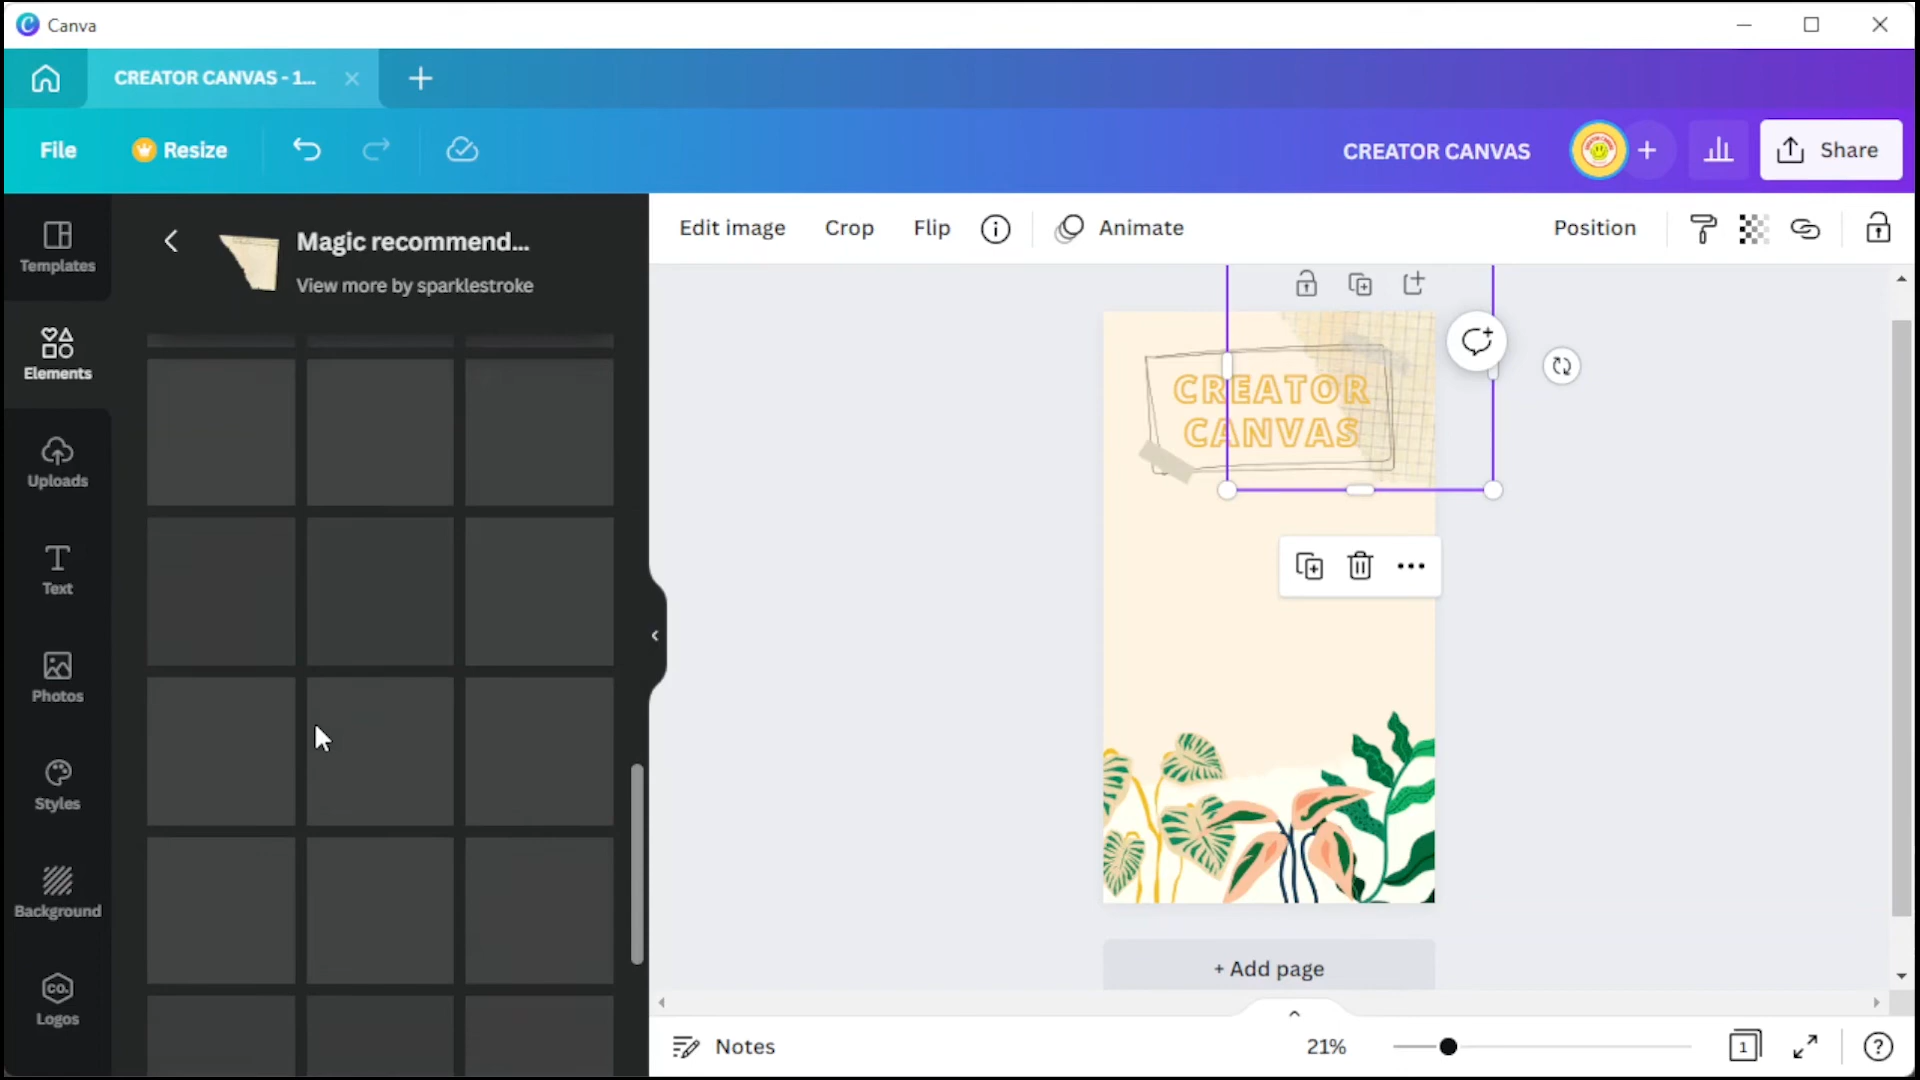 Canva
CREATOR CANVAS - 1...
File
Resize
CREATOR CANVAS
Share
Templates
Elements
Uploads
Text
Photos
Styles
Background
CO.
Logos
Magic recommend...
View more by sparklestroke
Edit image
Crop
Flip
Animate
Position
CREATOR
CANVAS
+ Add page
Notes
21%
1
?